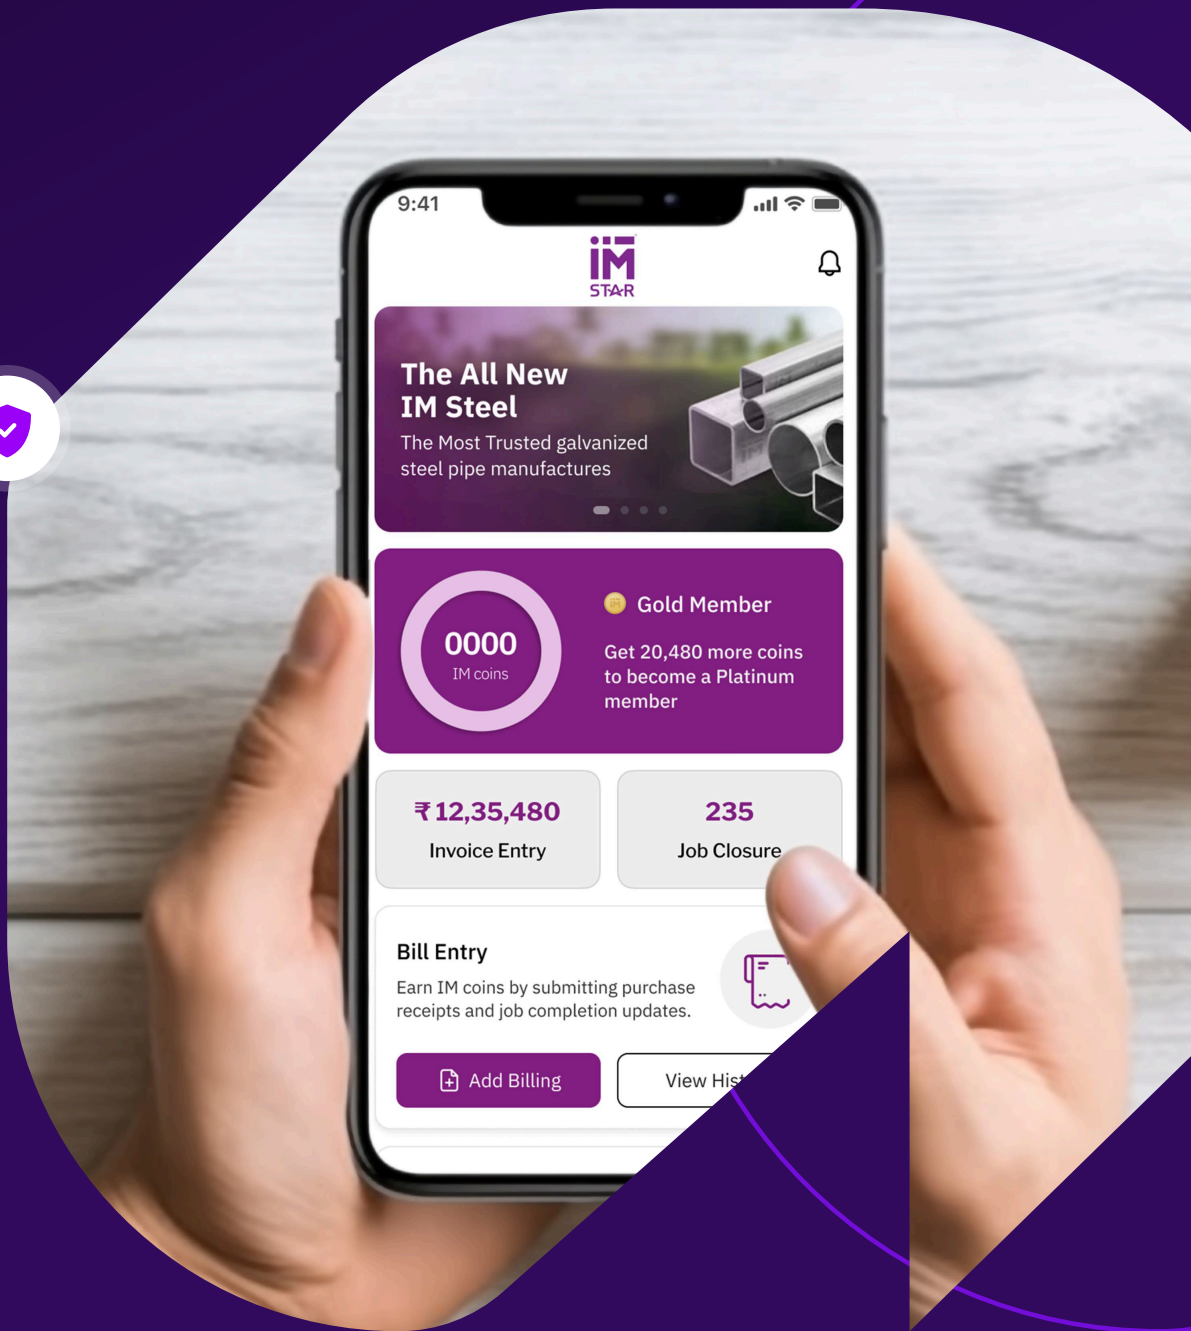 9:41
iM
STAR
The All New
IM Steel
The Most Trusted galvanized
steel pipe manufactures
0000
IM coins
Gold Member
Get 20,480 more coins
to become a Platinum
member
₹ 12,35,480
Invoice Entry
235
Job Closure
Bill Entry
Earn IM coins by submitting purchase
receipts and job completion updates.
Add Billing
View Hist